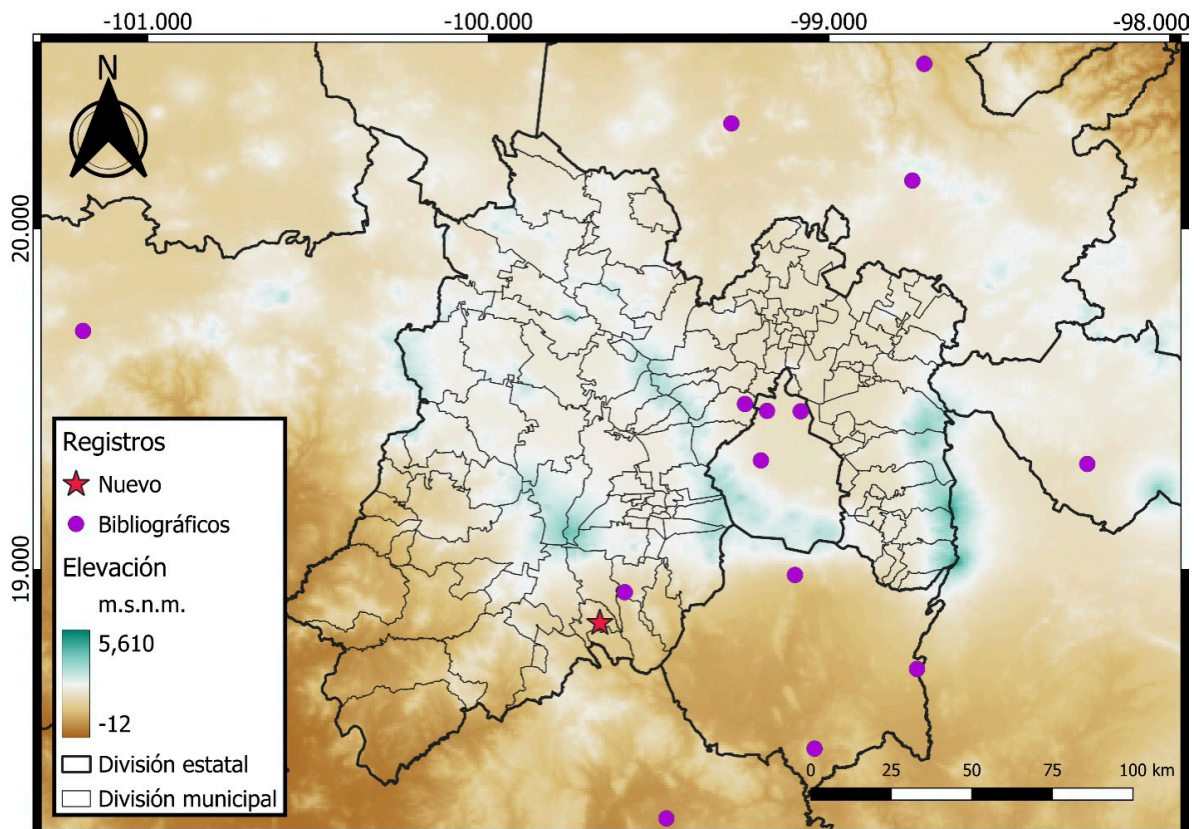 -101.000 -100.000 -99.000 -98.000
N
20.000
19.000
Registros
Nuevo
Bibliográficos
Elevación
m.s.n.m.
5,610
-12
División estatal
División municipal
0 25 50 75 100 km